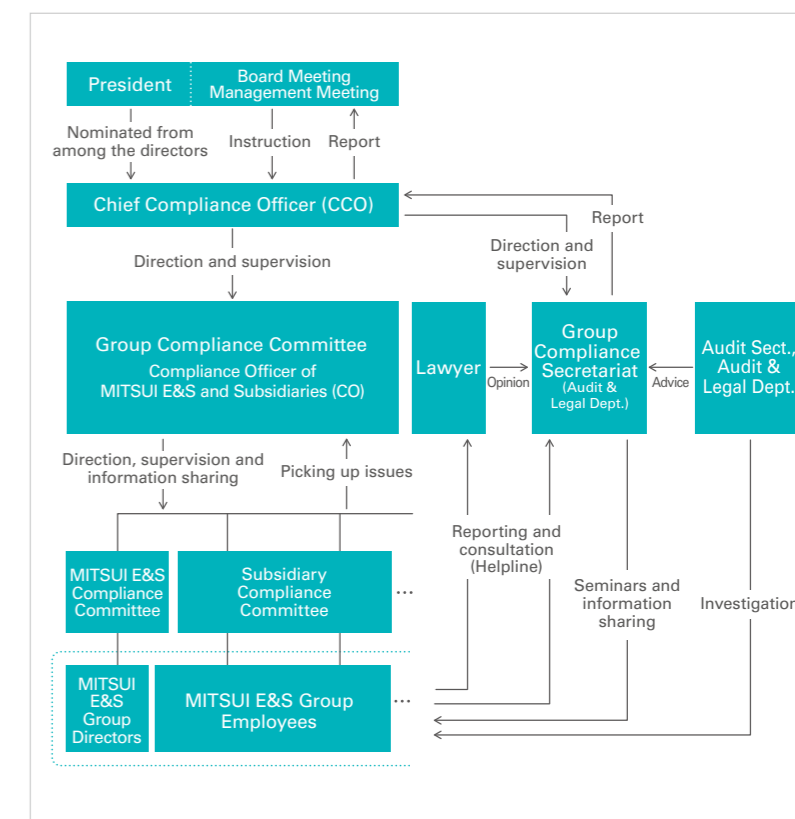 President
Board Meeting
Management Meeting
Nominated from
among the directors
Instruction
Report
Chief Compliance Officer (CCO)
Report
Direction and supervision
Direction and
supervision
Group Compliance Committee
Compliance Officer of
MITSUI E&S and Subsidiaries (CO)
Lawyer
Opinion
Group
Compliance
Secretariat
(Audit &
Legal Dept.)
Advice
Audit Sect.,
Audit &
Legal Dept.
Direction, supervision and
information sharing
Picking up issues
Reporting and
consultation
(Helpline)
Seminars and
information
sharing
Investigation
MITSUI E&S
Compliance
Committee
Subsidiary
Compliance
Committee
...
MITSUI
E&S
Group
Directors
MITSUI E&S Group
Employees
...